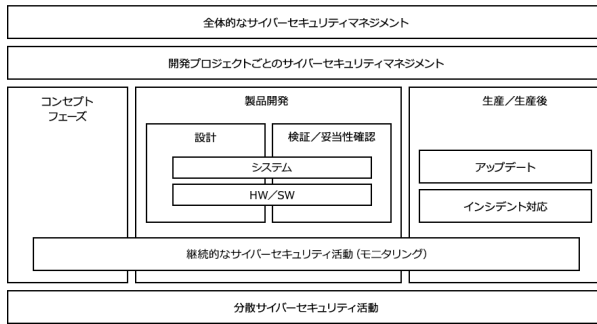 全体的なサイバーセキュリティマネジメント
開発プロジェクトごとのサイバーセキュリティマネジメント
コンセプト
フェーズ
製品開発
設計
検証／妥当性確認
システム
HW／SW
生産／生産後
アップデート
インシデント対応
継続的なサイバーセキュリティ活動（モニタリング）
分散サイバーセキュリティ活動